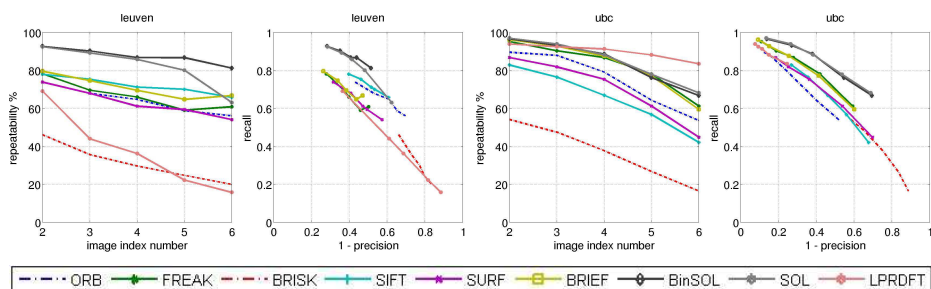 leuven
leuven
ubc
ubc
repeatability %
100
80
60
40
20
0
2 3 4 5 6
image index number
recall
1
0.8
0.6
0.4
0.2
0
0 0.2 0.4 0.6 0.8 1
1 - precision
repeatability %
100
80
60
40
20
0
2 3 4 5 6
image index number
recall
1
0.8
0.6
0.4
0.2
0
0 0.2 0.4 0.6 0.8 1
1 - precision
ORB FREAK BRISK SIFT SURF BRIEF BinSOL SOL LPRDFT